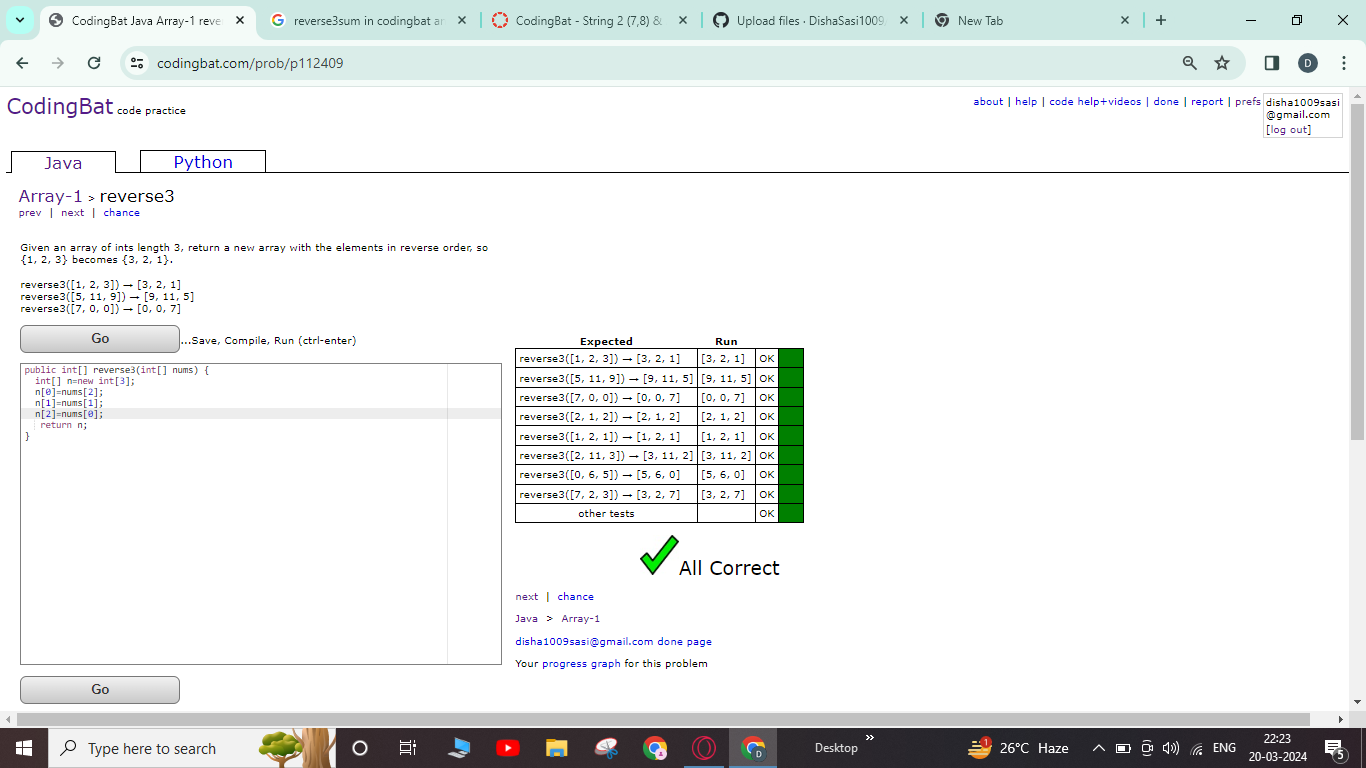 CodingBat Java Array-1 reve
reverse3sum in codingbat an
CodingBat - String 2 (7,8) &
Upload files · DishaSasi1009
New Tab
codingbat.com/prob/p112409
D
CodingBat code practice
about | help | code help+videos | done | report | prefs
disha1009sasi
@gmail.com
[log out]
Java
Python
Array-1 > reverse3
prev | next | chance
Given an array of ints length 3, return a new array with the elements in reverse order, so
{1, 2, 3} becomes {3, 2, 1}.
reverse3([1, 2, 3]) → [3, 2, 1]
reverse3([5, 11, 9]) → [9, 11, 5]
reverse3([7, 0, 0]) → [0, 0, 7]
Go
...Save, Compile, Run (ctrl-enter)
public int[] reverse3(int[] nums) {
int[] n=new int[3];
n[0]=nums[2];
n[1]=nums[1];
n[2]=nums[0];
return n;
}
Go
Expected Run
reverse3([1, 2, 3]) → [3, 2, 1] [3, 2, 1] OK
reverse3([5, 11, 9]) → [9, 11, 5] [9, 11, 5] OK
reverse3([7, 0, 0]) → [0, 0, 7] [0, 0, 7] OK
reverse3([2, 1, 2]) → [2, 1, 2] [2, 1, 2] OK
reverse3([1, 2, 1]) → [1, 2, 1] [1, 2, 1] OK
reverse3([2, 11, 3]) → [3, 11, 2] [3, 11, 2] OK
reverse3([0, 6, 5]) → [5, 6, 0] [5, 6, 0] OK
reverse3([7, 2, 3]) → [3, 2, 7] [3, 2, 7] OK
other tests OK
All Correct
next | chance
Java > Array-1
disha1009sasi@gmail.com done page
Your progress graph for this problem
Type here to search
D
Desktop
»
1
26°C Haze
ENG
22:23
20-03-2024
5